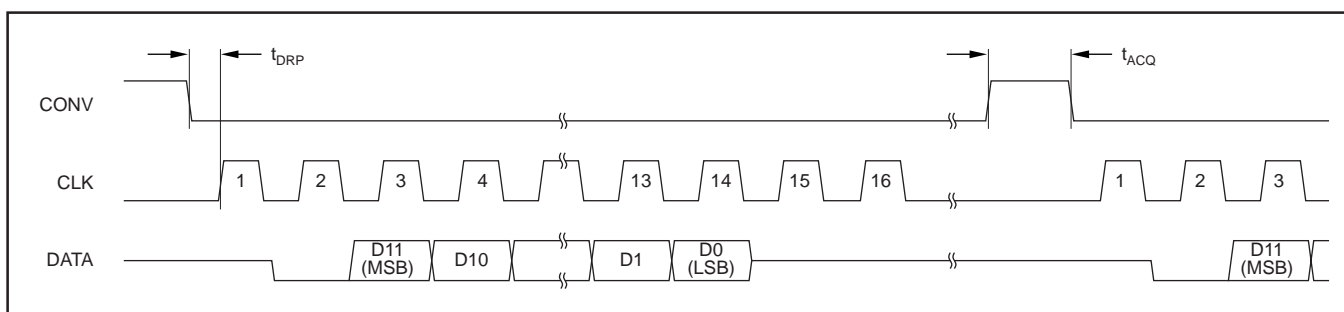 tDRP tACQ
CONV
CLK 1 2 3 4 13 14 15 16 1 2 3
DATA D11 (MSB) D10 D1 D0 (LSB) D11 (MSB)